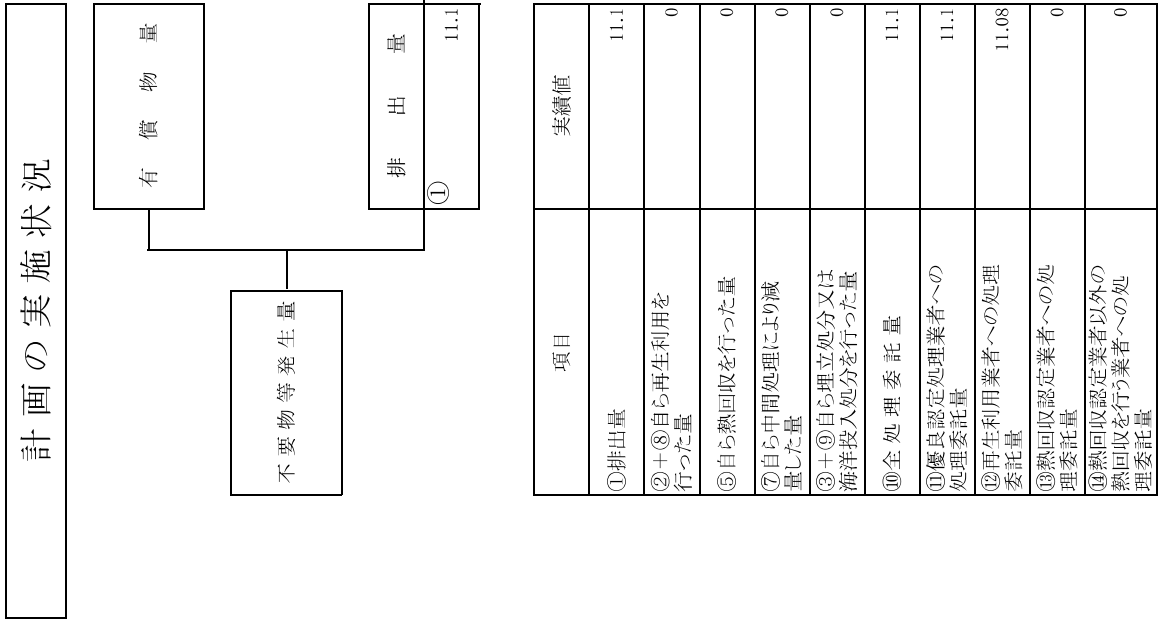 計画の実施状況
有償物量
不要物等発生量
排出量
①
11.1
項目 実績値
①排出量 11.1
②+⑧自ら再生利用を
行った量 0
⑤自ら熱回収を行った量 0
⑦自ら中間処理により減
量した量 0
③+⑨自ら埋立処分又は
海洋投入処分を行った量 0
⑩全処理委託量 11.1
⑪優良認定処理業者への
処理委託量 11.1
⑫再生利用業者への処理
委託量 11.08
⑬熱回収認定業者への処
理委託量 0
⑭熱回収認定業者以外の
熱回収を行う業者への処
理委託量 0